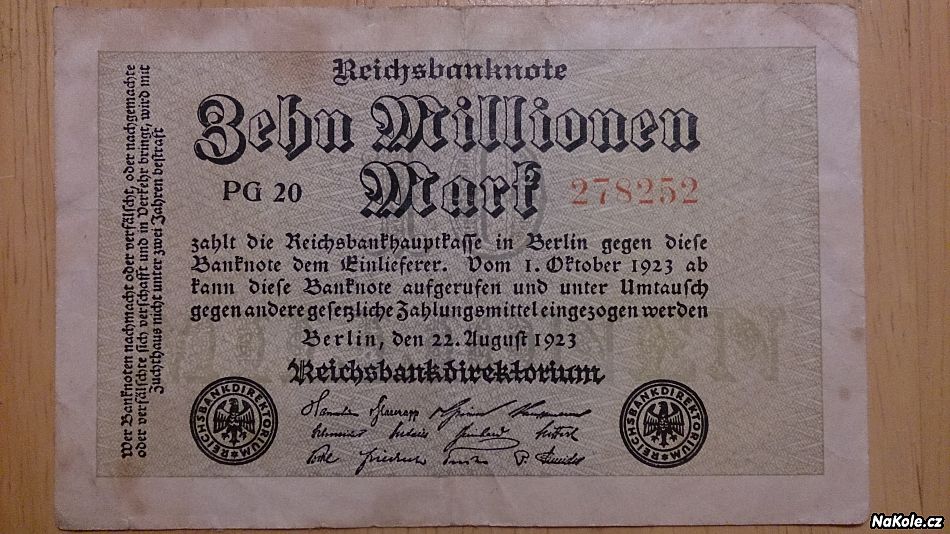 Reichsbanknote
Zehn Millionen
Mark
PG 20
278252
zahlt die Reichsbankhauptkasse in Berlin gegen diese
Banknote dem Einlieferer. Vom 1. Oktober 1923 ab
kann diese Banknote aufgerufen und unter Umtausch
gegen andere gesetzliche Zahlungsmittel eingezogen werden
Berlin, den 22. August 1923
Reichsbankdirektorium
REICHSBANKDIREKTORIUM
REICHSBANKDIREKTORIUM
Wer Banknoten nachmacht oder verfälscht, oder nachgemachte
oder verfälschte sich verschafft und in Verkehr bringt, wird mit
Zuchthaus nicht unter zwei Jahren bestraft
NaKole.cz